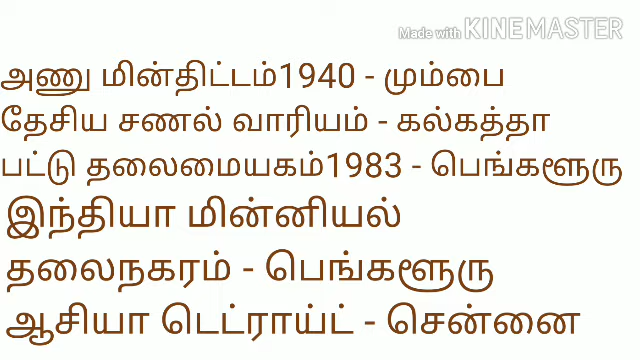 Made with KINEMASTER
அணு மின்திட்டம்1940 - மும்பை
தேசிய சணல் வாரியம் - கல்கத்தா
பட்டு தலைமையகம்1983 - பெங்களூரு
இந்தியா மின்னியல்
தலைநகரம் - பெங்களூரு
ஆசியா டெட்ராய்ட் - சென்னை